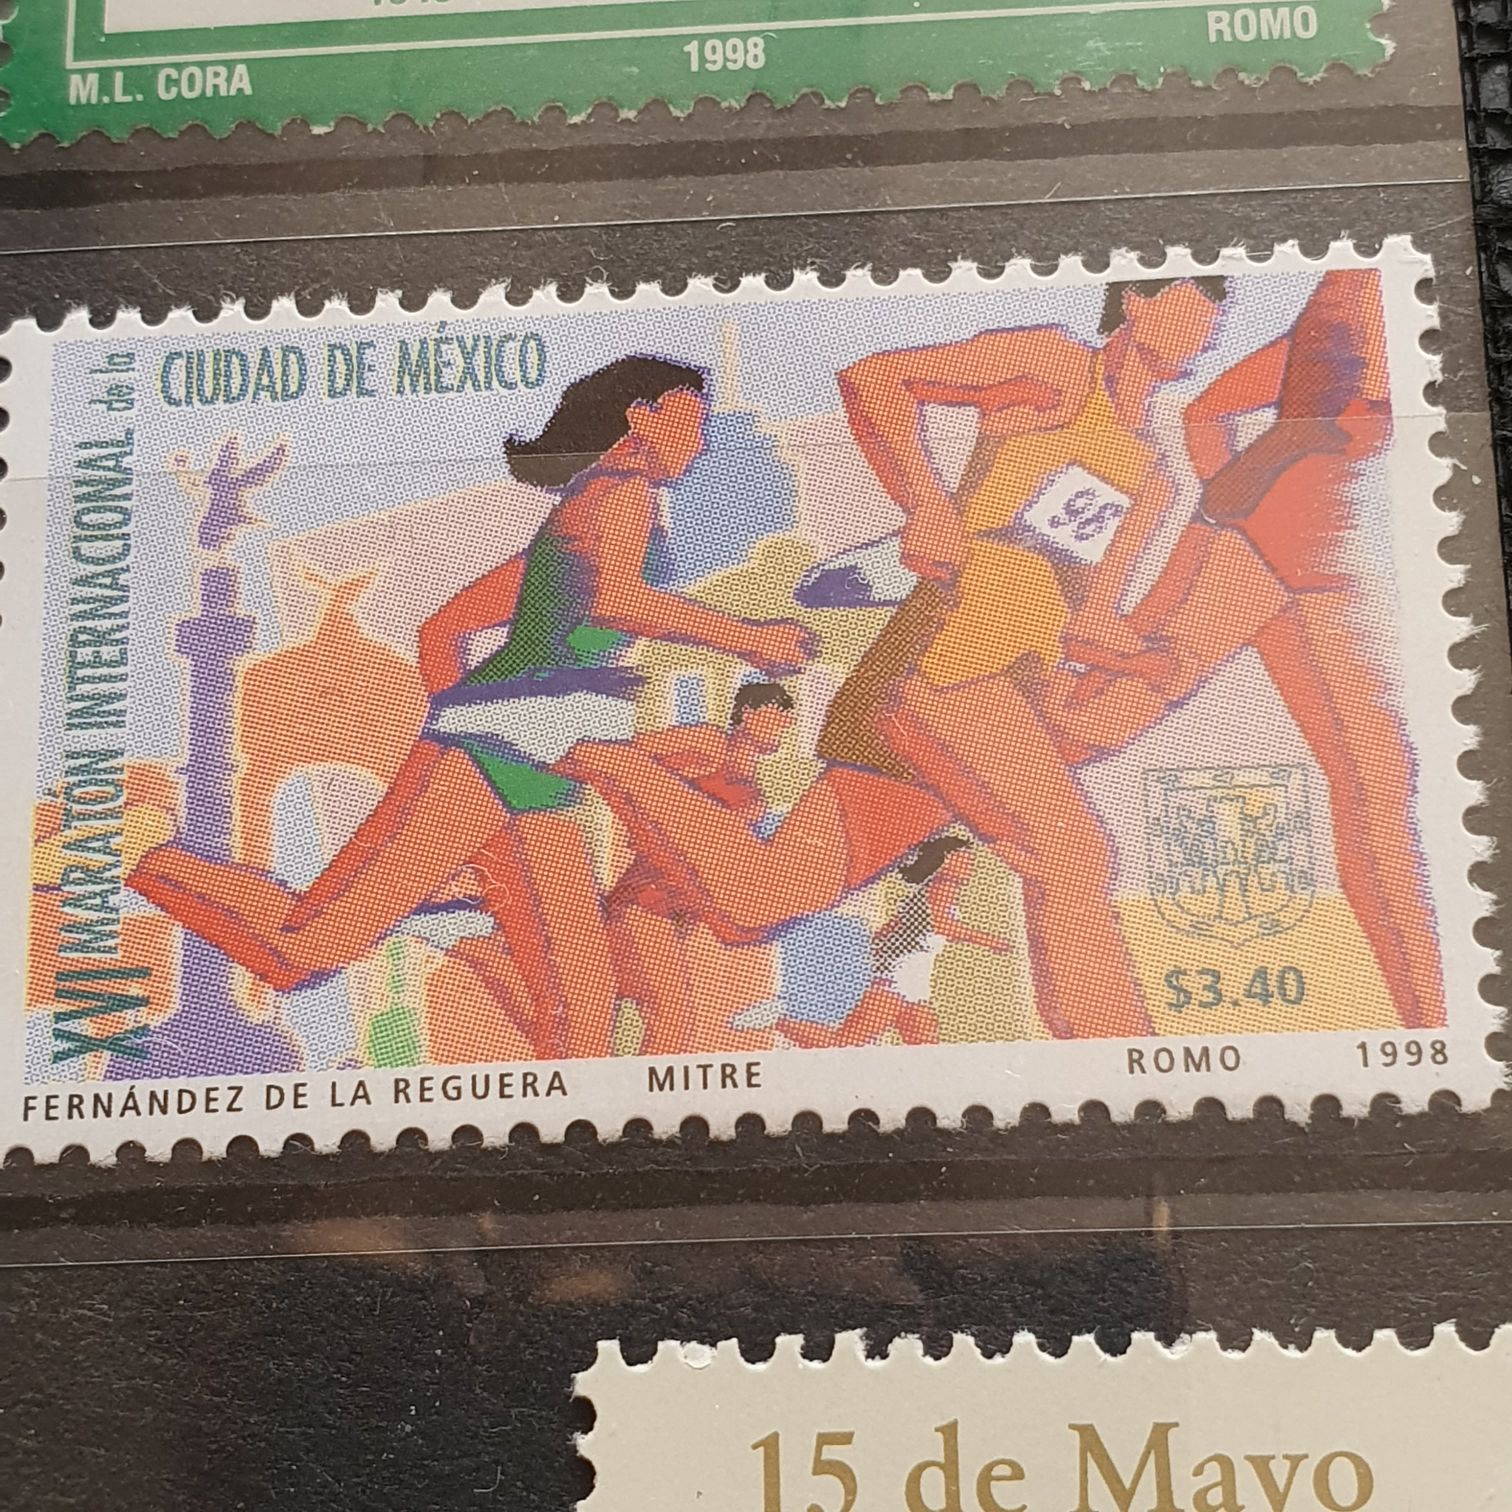 M.L. CORA
1998
ROMO
XVI MARATÓN INTERNACIONAL de la
CIUDAD DE MÉXICO
$3.40
FERNÁNDEZ DE LA REGUERA MITRE ROMO 1998
15 de Mayo